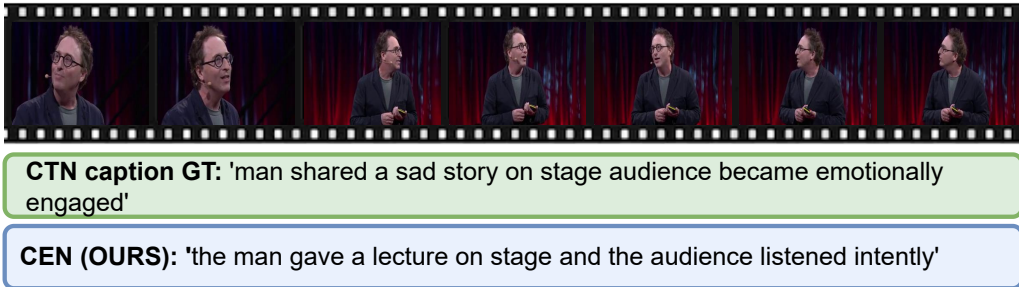 CTN caption GT: 'man shared a sad story on stage audience became emotionally
engaged'
CEN (OURS): 'the man gave a lecture on stage and the audience listened intently'